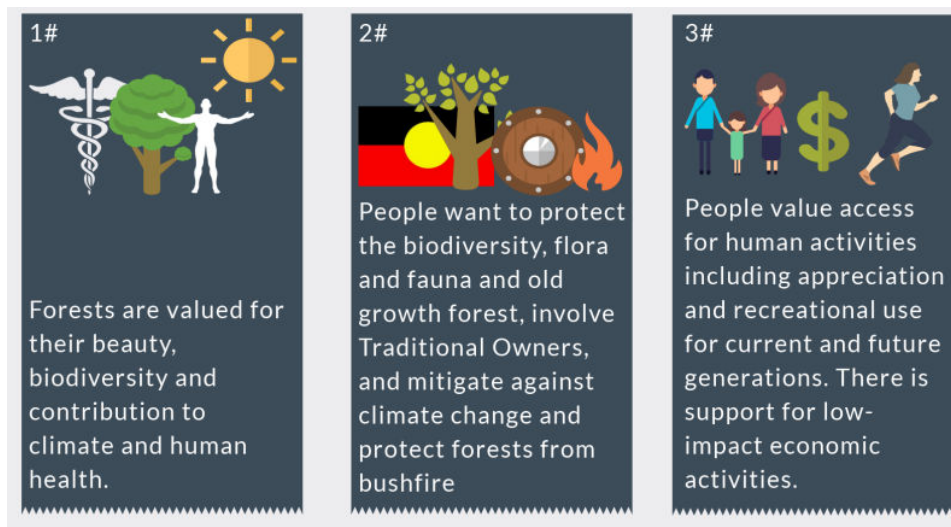 1#
Forests are valued for
their beauty,
biodiversity and
contribution to
climate and human
health.
2#
People want to protect
the biodiversity, flora
and fauna and old
growth forest, involve
Traditional Owners,
and mitigate against
climate change and
protect forests from
bushfire
3#
People value access
for human activities
including appreciation
and recreational use
for current and future
generations. There is
support for low-
impact economic
activities.